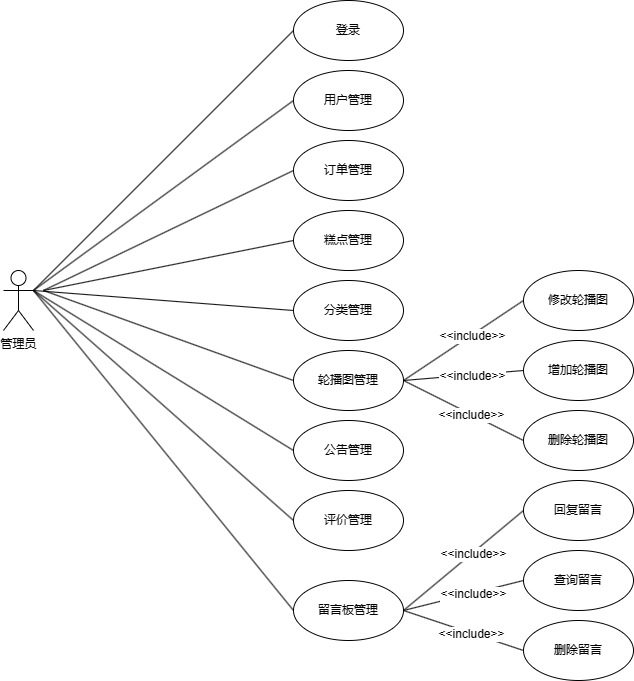 登录
用户管理
订单管理
糕点管理
分类管理
管理员
轮播图管理
<<include>>
修改轮播图
<<include>>
增加轮播图
<<include>>
删除轮播图
公告管理
评价管理
留言板管理
<<include>>
回复留言
<<include>>
查询留言
<<include>>
删除留言